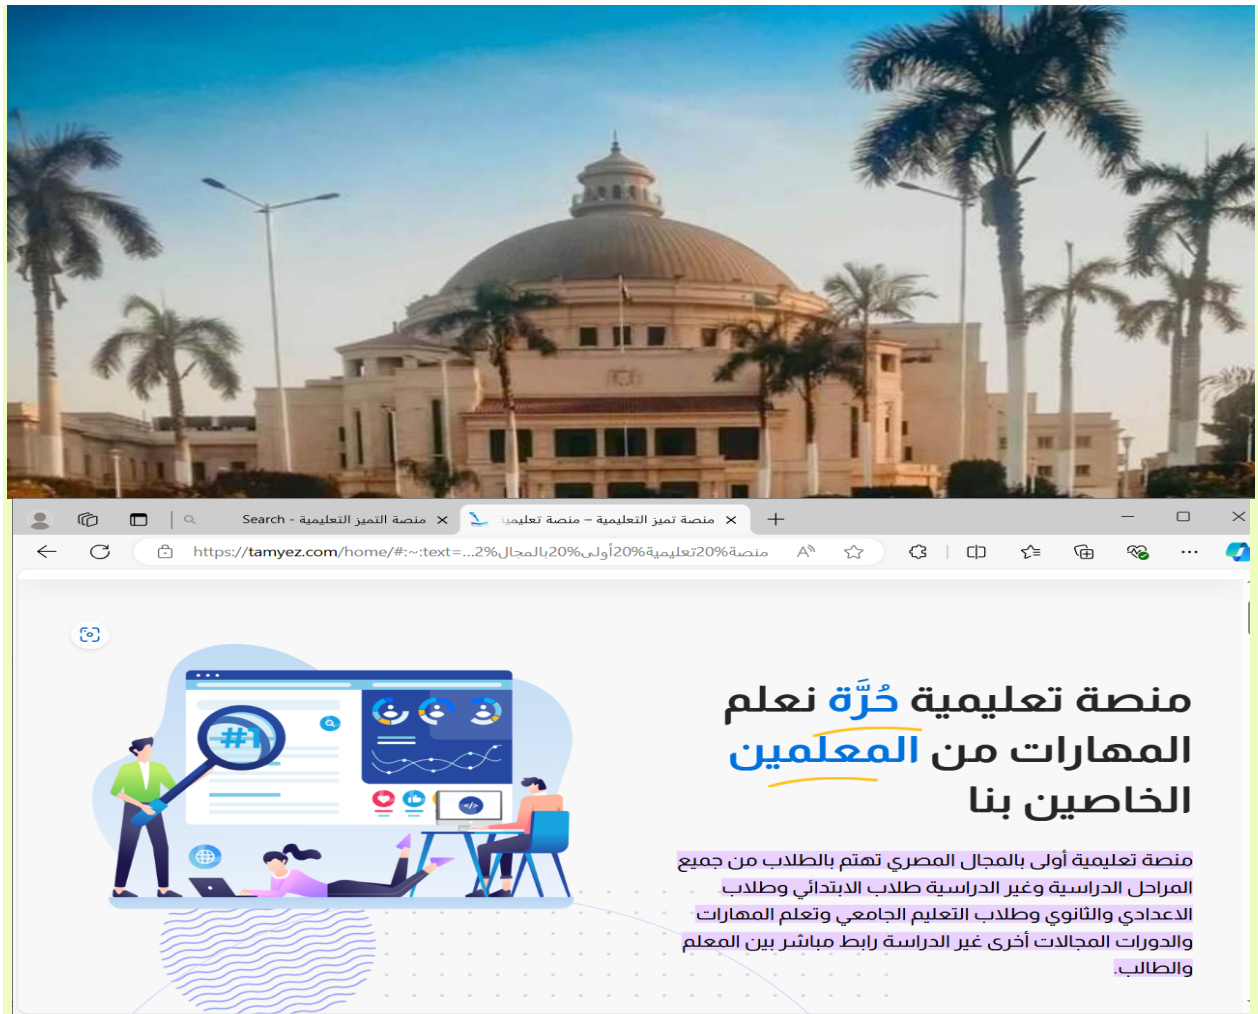 منصة التميز التعليمية - Search
منصة تميز التعليمية – منصة تعليمية
https://tamyez.com/home/#:~:text=...2%منصة%20تعليمية%20أولى%20بالمجال
منصة تعليمية حُرَّة نعلم
المهارات من المعلمين
الخاصين بنا
#1
</>
منصة تعليمية أولى بالمجال المصري تهتم بالطلاب من جميع
المراحل الدراسية وغير الدراسية طلاب الابتدائي وطلاب
الاعدادي والثانوي وطلاب التعليم الجامعي وتعلم المهارات
والدورات المجالات أخرى غير الدراسة رابط مباشر بين المعلم
والطالب.